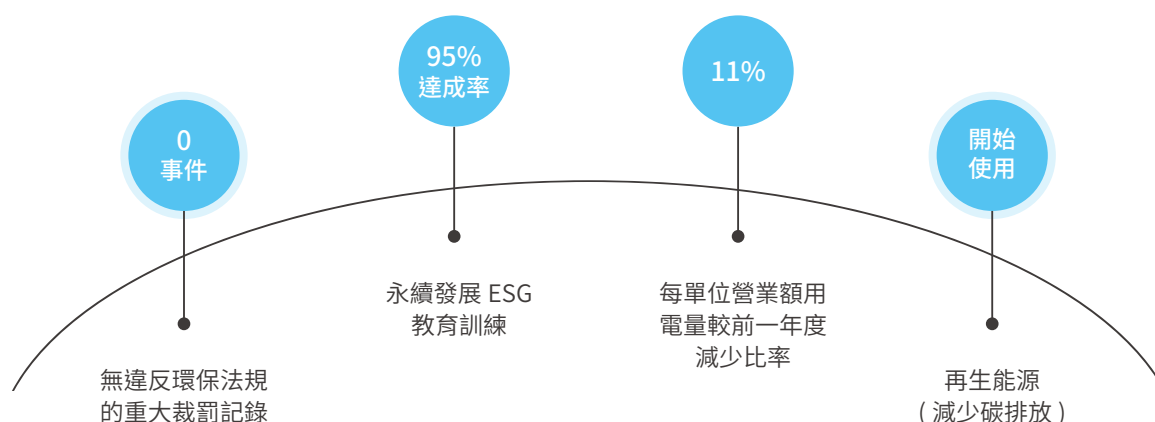 0
事件
無違反環保法規
的重大裁罰記錄
95%
達成率
永續發展 ESG
教育訓練
11%
每單位營業額用
電量較前一年度
減少比率
開始
使用
再生能源
( 減少碳排放 )